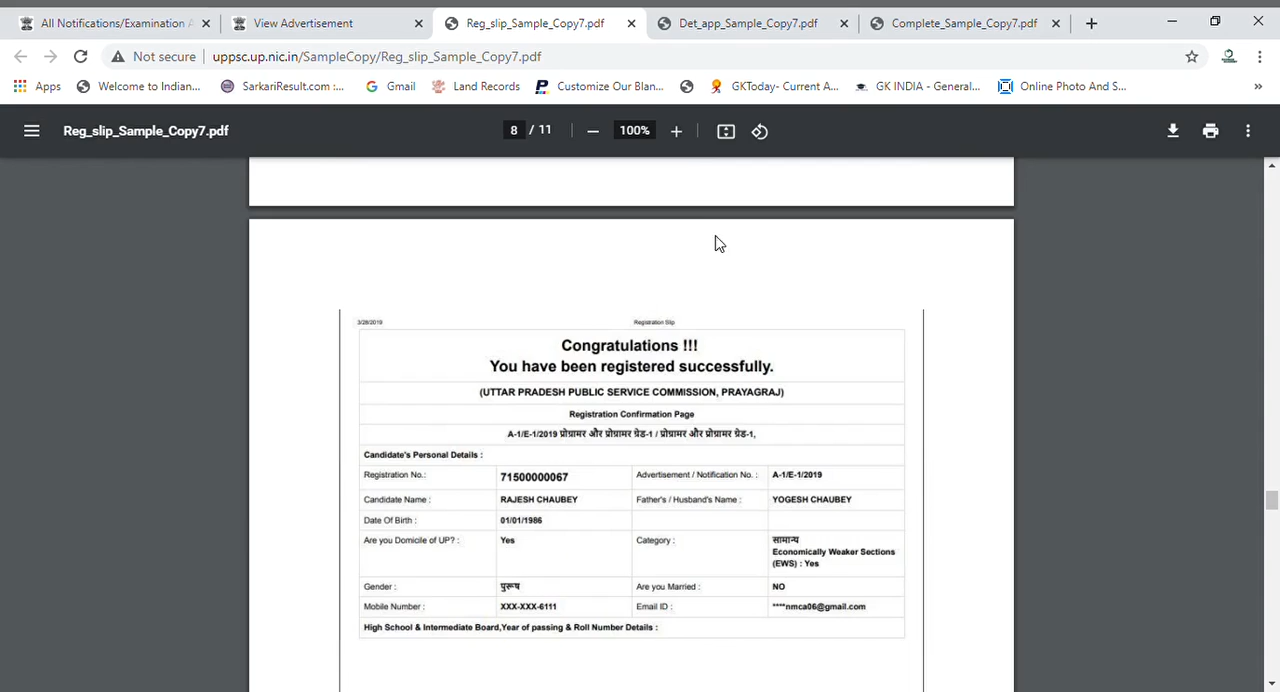 All Notifications/Examination A
View Advertisement
Reg_slip_Sample_Copy7.pdf
Det_app_Sample_Copy7.pdf
Complete_Sample_Copy7.pdf
Not secure
uppsc.up.nic.in/SampleCopy/Reg_slip_Sample_Copy7.pdf
Apps
Welcome to Indian...
SarkariResult.com :...
Gmail
Land Records
Customize Our Blan...
GKToday- Current A...
GK INDIA - General...
Online Photo And S...
Reg_slip_Sample_Copy7.pdf
8 / 11
100%
3/28/2019 Registration Slip
Congratulations !!!
You have been registered successfully.
(UTTAR PRADESH PUBLIC SERVICE COMMISSION, PRAYAGRAJ)
Registration Confirmation Page
A-1/E-1/2019 प्रोग्रामर और प्रोग्रामर ग्रेड-1 / प्रोग्रामर और प्रोग्रामर ग्रेड-1,
Candidate's Personal Details :
Registration No.: 71500000067 Advertisement / Notification No. : A-1/E-1/2019
Candidate Name : RAJESH CHAUBEY Father's / Husband's Name : YOGESH CHAUBEY
Date Of Birth : 01/01/1986
Are you Domicile of UP? : Yes Category : सामान्य
Economically Weaker Sections
(EWS) : Yes
Gender : पुरूष Are you Married : NO
Mobile Number : XXX-XXX-6111 Email ID : ****nmca06@gmail.com
High School & Intermediate Board,Year of passing & Roll Number Details :